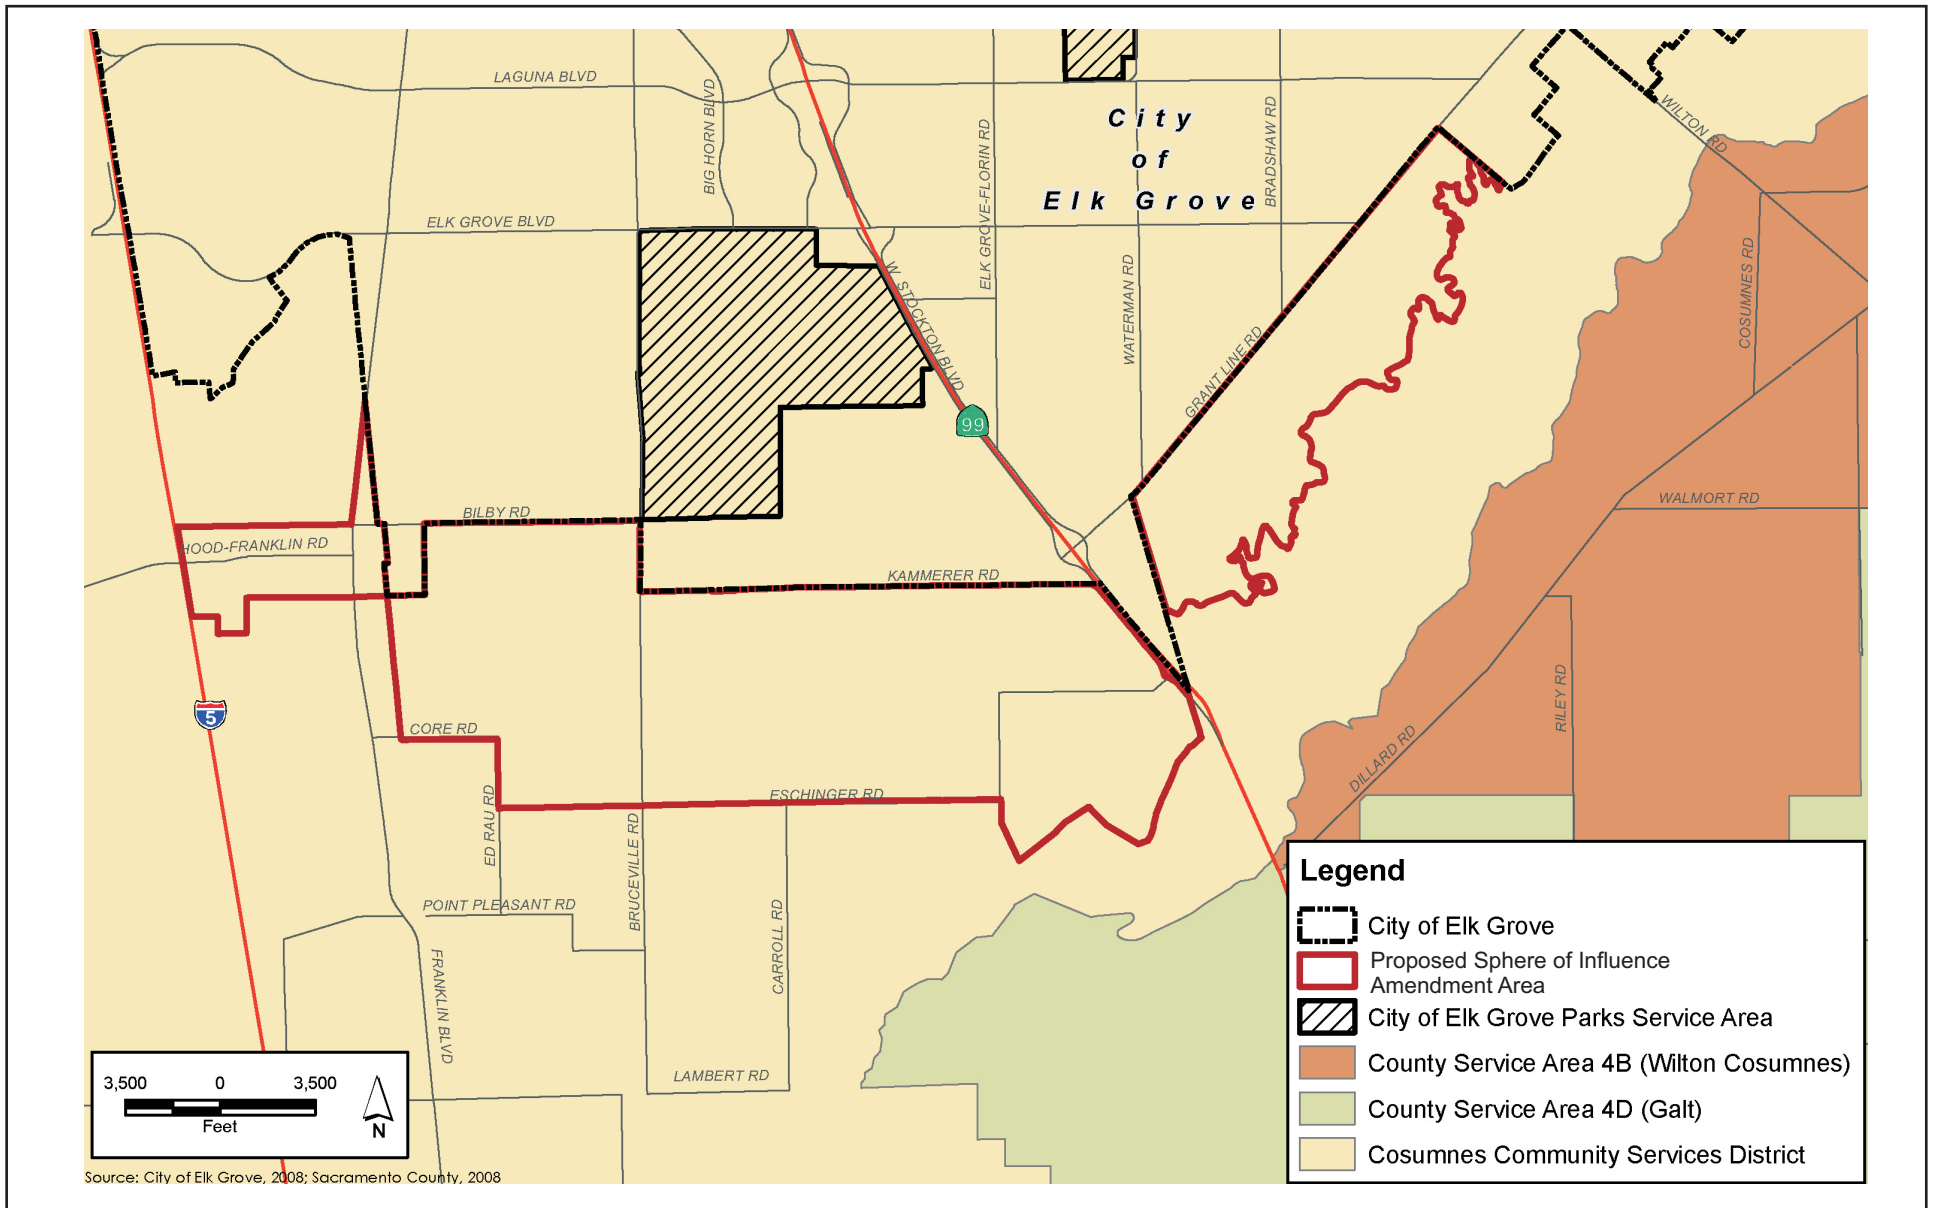 LAGUNA BLVD
BIG HORN BLVD
ELK GROVE-FLORIN RD
City
of
Elk Grove
BRADSHAW RD
WILTON RD
ELK GROVE BLVD
W STOCKTON BLVD
WATERMAN RD
GRANT LINE RD
COSUMNES RD
99
BILBY RD
HOOD-FRANKLIN RD
KAMMERER RD
WALMORT RD
5
CORE RD
RILEY RD
DILLARD RD
ED RAU RD
ESCHINGER RD
BRUCEVILLE RD
POINT PLEASANT RD
CARROLL RD
FRANKLIN BLVD
LAMBERT RD
3,500 0 3,500
Feet
N
Legend
City of Elk Grove
Proposed Sphere of Influence
Amendment Area
City of Elk Grove Parks Service Area
County Service Area 4B (Wilton Cosumnes)
County Service Area 4D (Galt)
Cosumnes Community Services District
Source: City of Elk Grove, 2008; Sacramento County, 2008